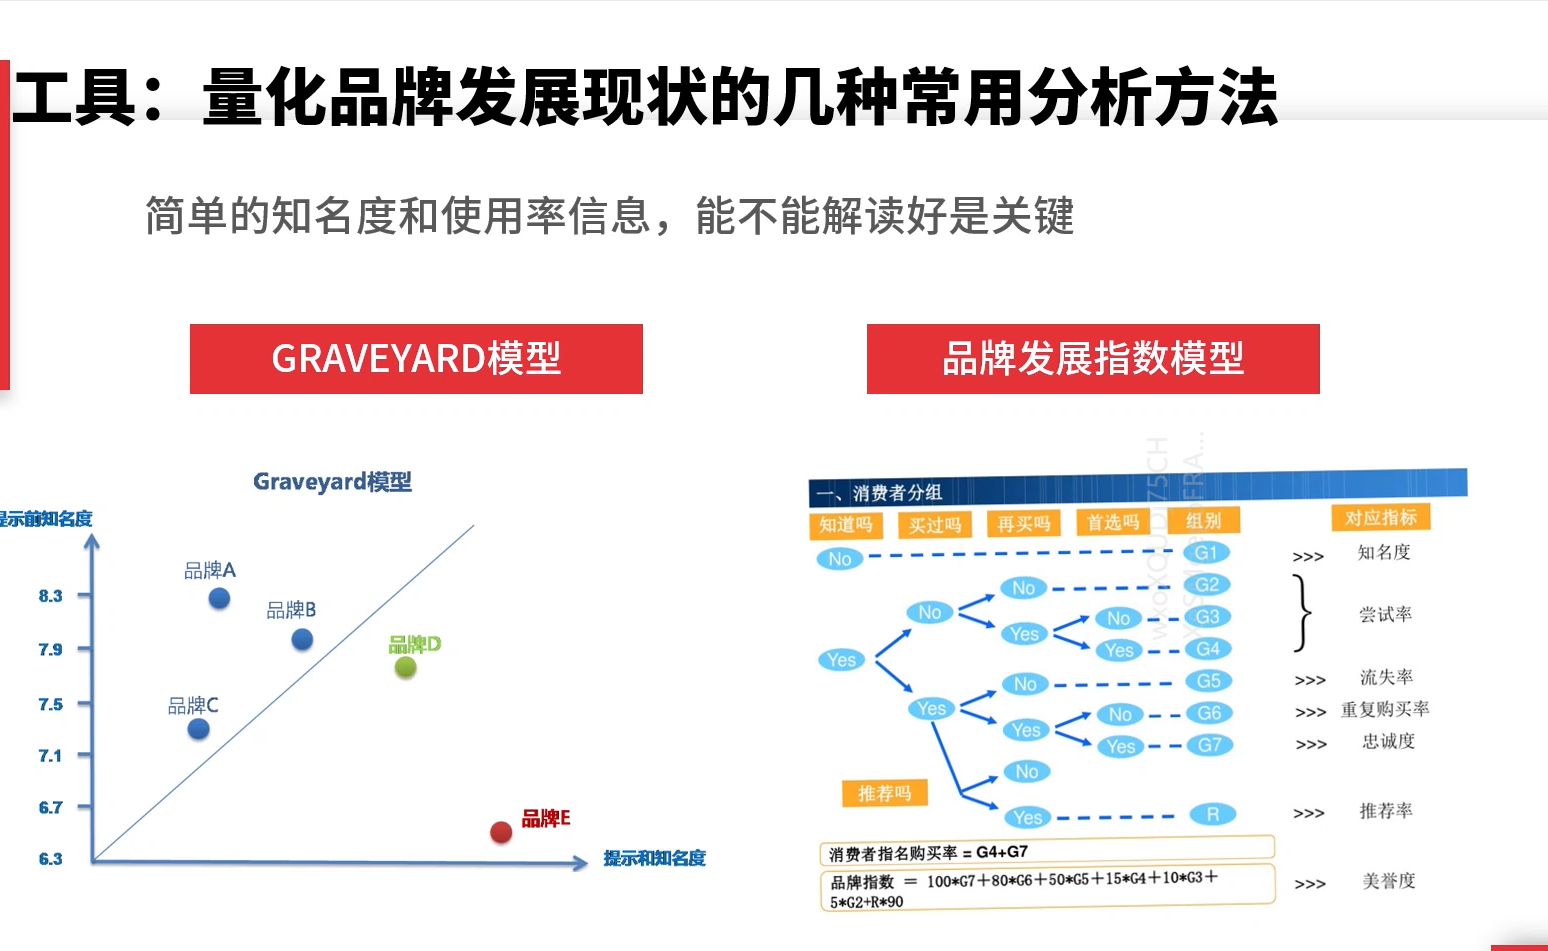 工具：量化品牌发展现状的几种常用分析方法
简单的知名度和使用率信息，能不能解读好是关键
GRAVEYARD模型
Graveyard模型
提示前知名度
8.3
7.9
7.5
7.1
6.7
6.3
品牌A
品牌B
品牌C
品牌D
品牌E
提示和知名度
品牌发展指数模型
一、消费者分组
知道吗 买过吗 再买吗 首选吗 组别 对应指标
No G1 >>> 知名度
No G2
No No G3 尝试率
Yes
Yes G4
Yes
No G5 >>> 流失率
Yes No G6 >>> 重复购买率
Yes
Yes G7 >>> 忠诚度
No
推荐吗
Yes R >>> 推荐率
消费者指名购买率 = G4+G7
品牌指数 ＝ 100*G7＋80*G6＋50*G5＋15*G4＋10*G3＋
5*G2+R*90
>>> 美誉度